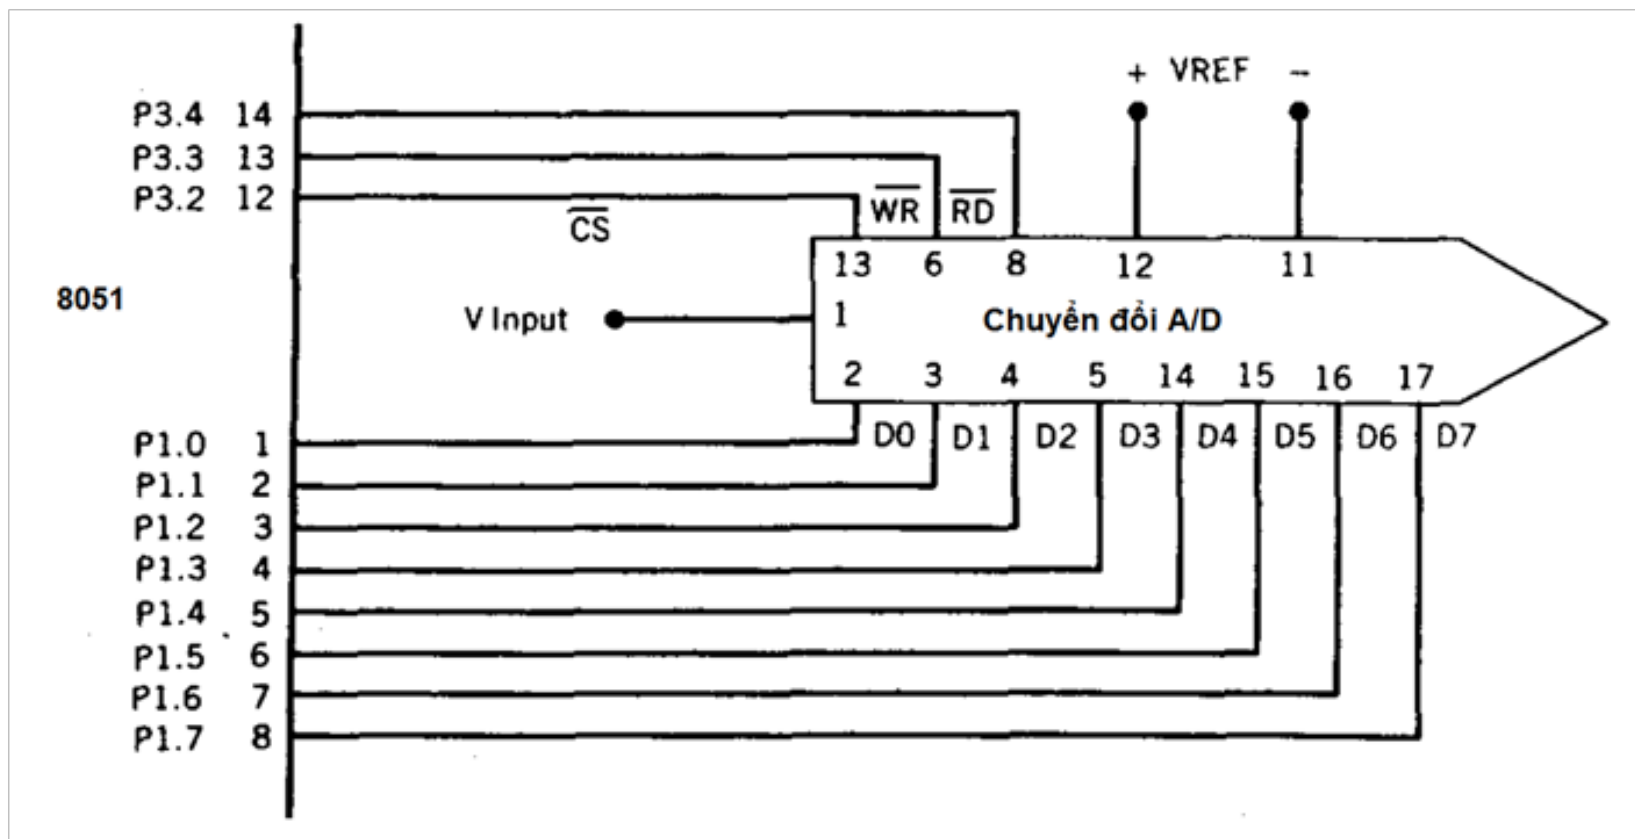 + VREF −
P3.4 14
P3.3 13
P3.2 12
CS WR RD
13 6 8 12 11
8051
V Input
1 Chuyển đổi A/D
2 3 4 5 14 15 16 17
D0 D1 D2 D3 D4 D5 D6 D7
P1.0 1
P1.1 2
P1.2 3
P1.3 4
P1.4 5
P1.5 6
P1.6 7
P1.7 8